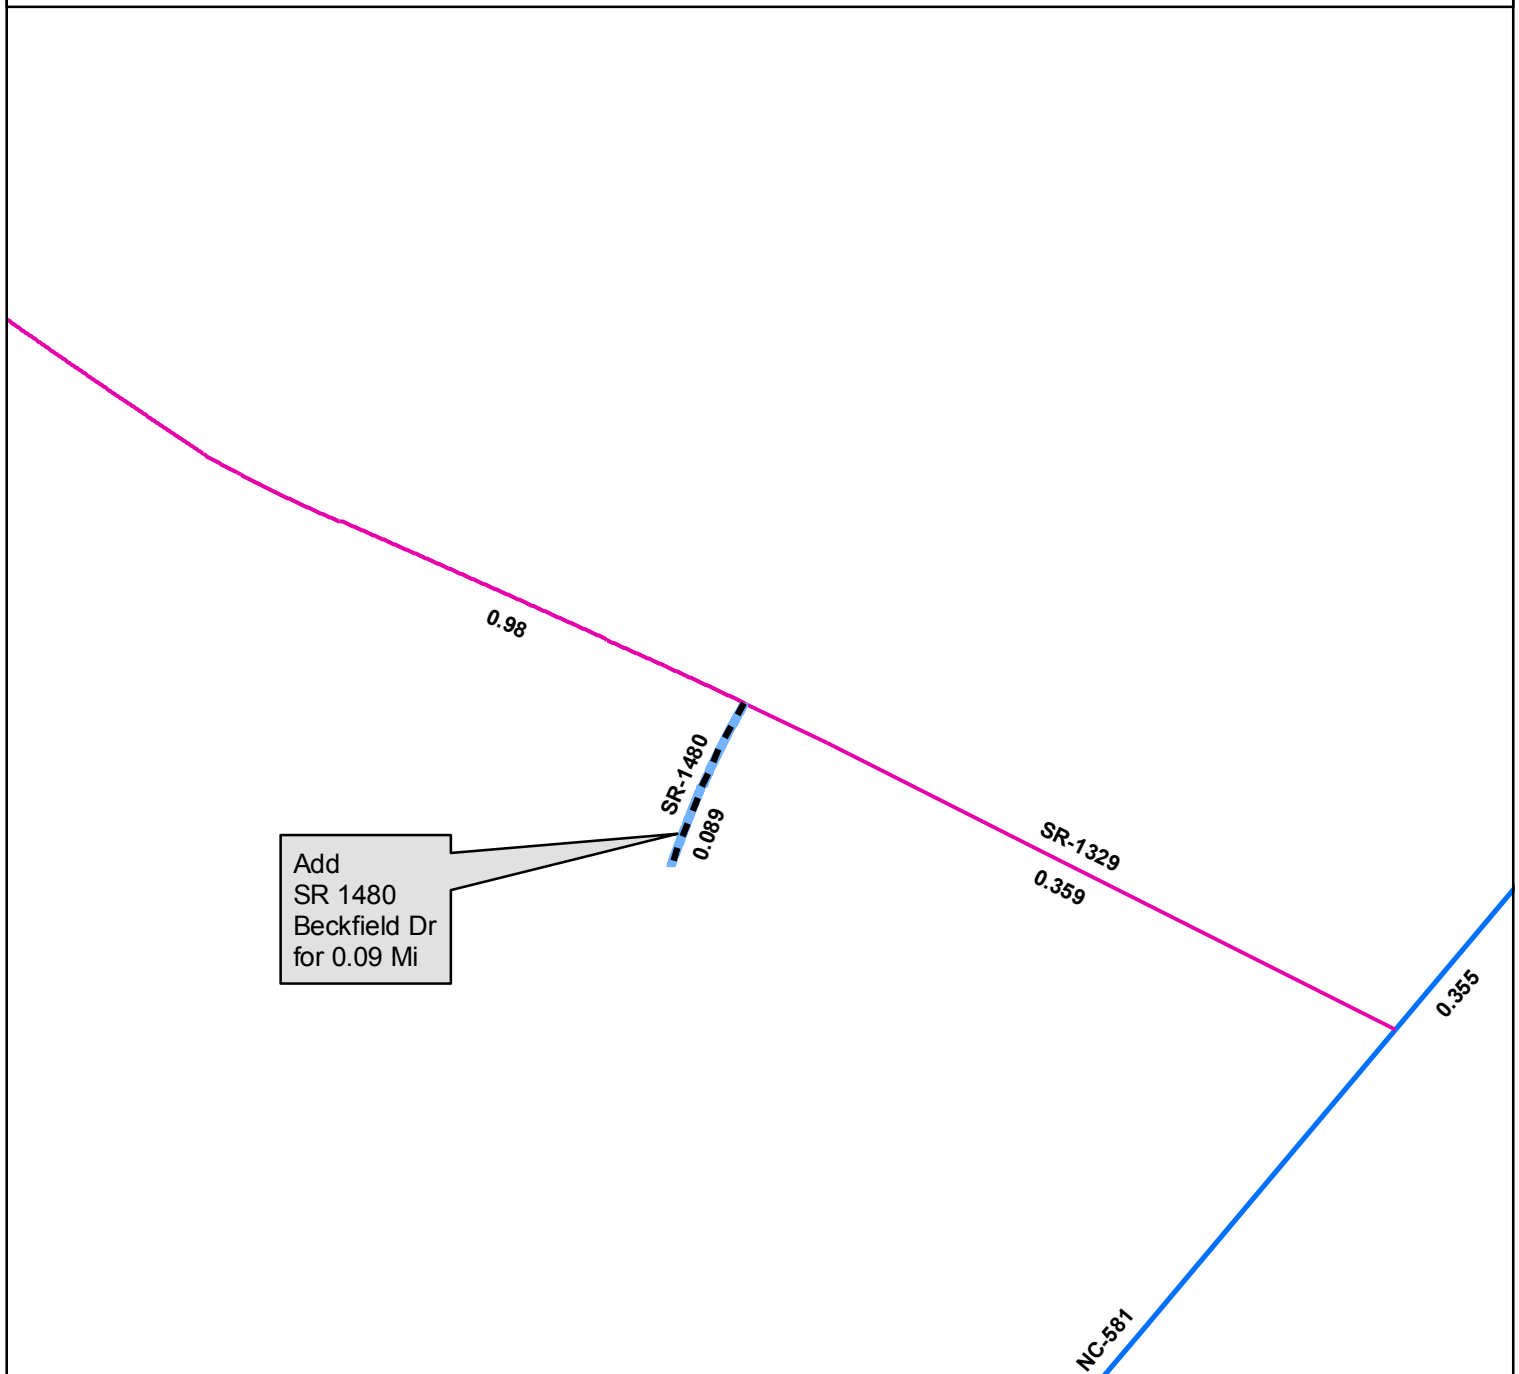 0.98
SR-1480
0.089
Add
SR 1480
Beckfield Dr
for 0.09 Mi
SR-1329
0.359
0.355
NC-581